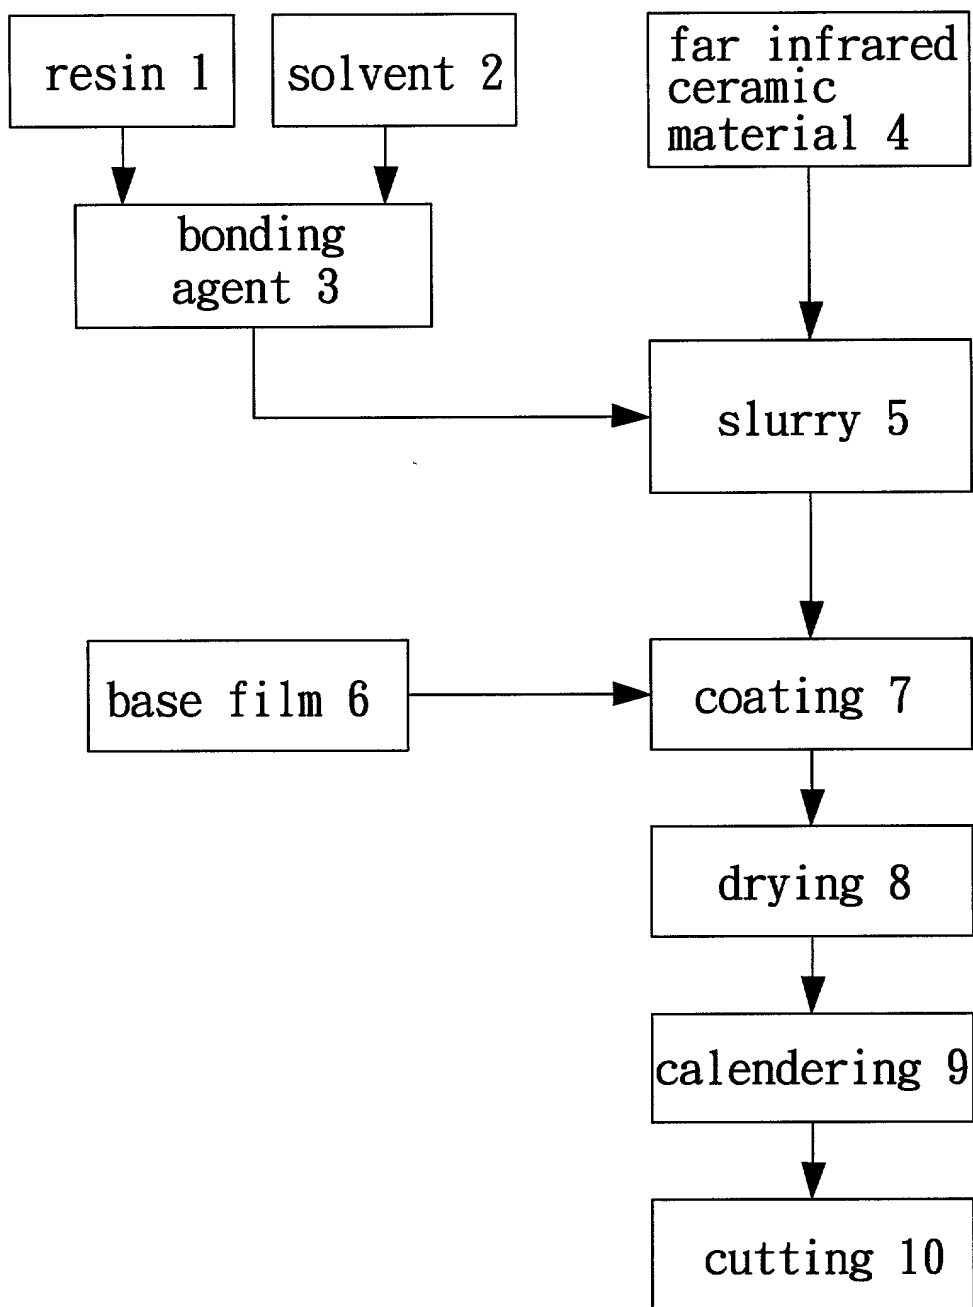 resin 1
solvent 2
far infrared
ceramic
material 4
bonding
agent 3
slurry 5
base film 6
coating 7
drying 8
calendering 9
cutting 10